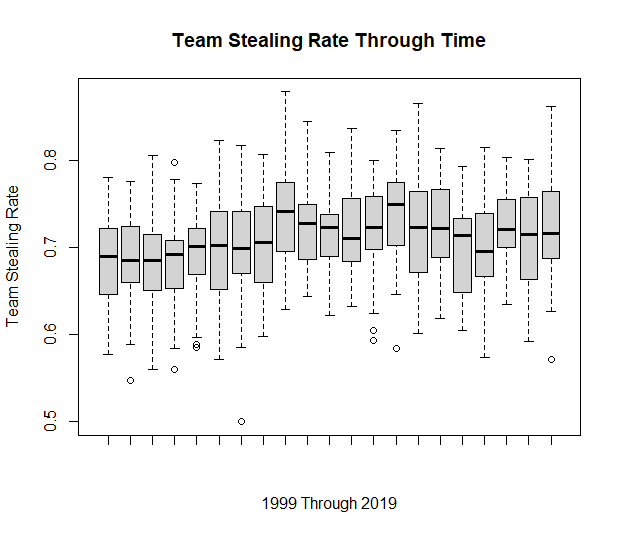 Team Stealing Rate Through Time
Team Stealing Rate
0.8
0.7
0.6
0.5
1999 Through 2019